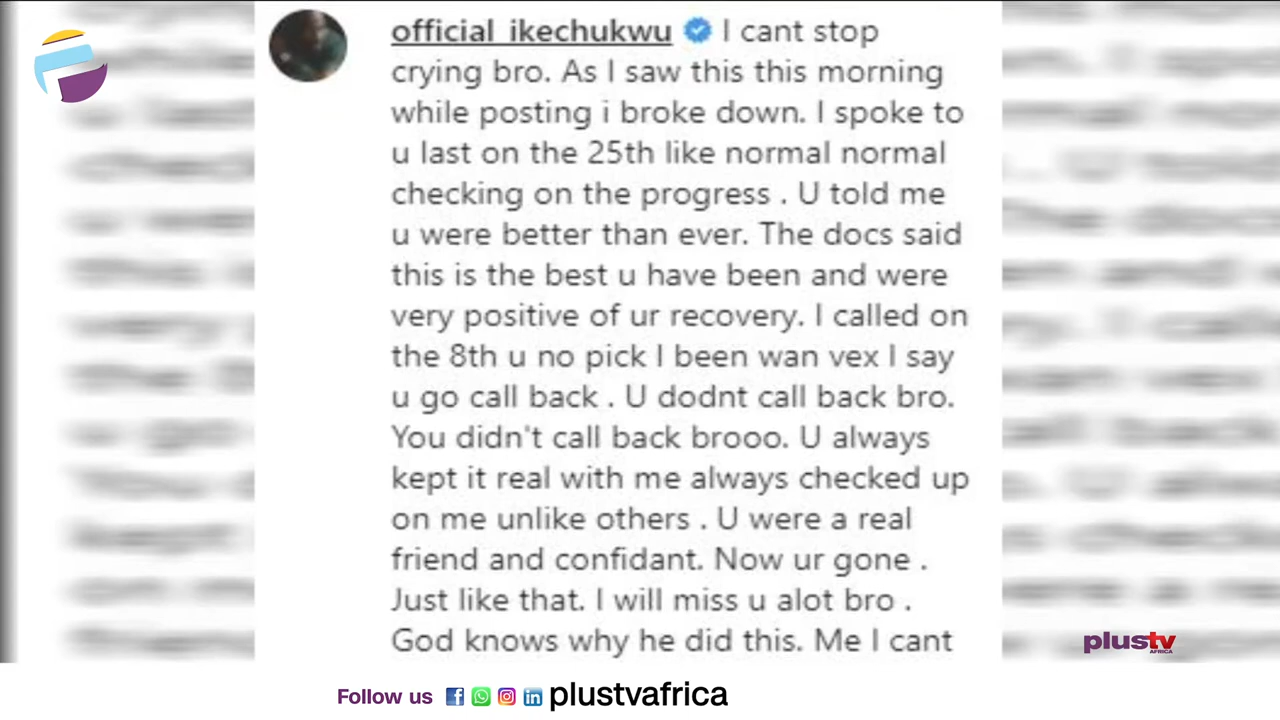 official_ikechukwu I cant stop
crying bro. As I saw this this morning
while posting i broke down. I spoke to
u last on the 25th like normal normal
checking on the progress . U told me
u were better than ever. The docs said
this is the best u have been and were
very positive of ur recovery. I called on
the 8th u no pick I been wan vex I say
u go call back . U dodnt call back bro.
You didn't call back brooo. U always
kept it real with me always checked up
on me unlike others . U were a real
friend and confidant. Now ur gone .
Just like that. I will miss u alot bro .
God knows why he did this. Me I cant
plustv
AFRICA
Follow us plustvafrica